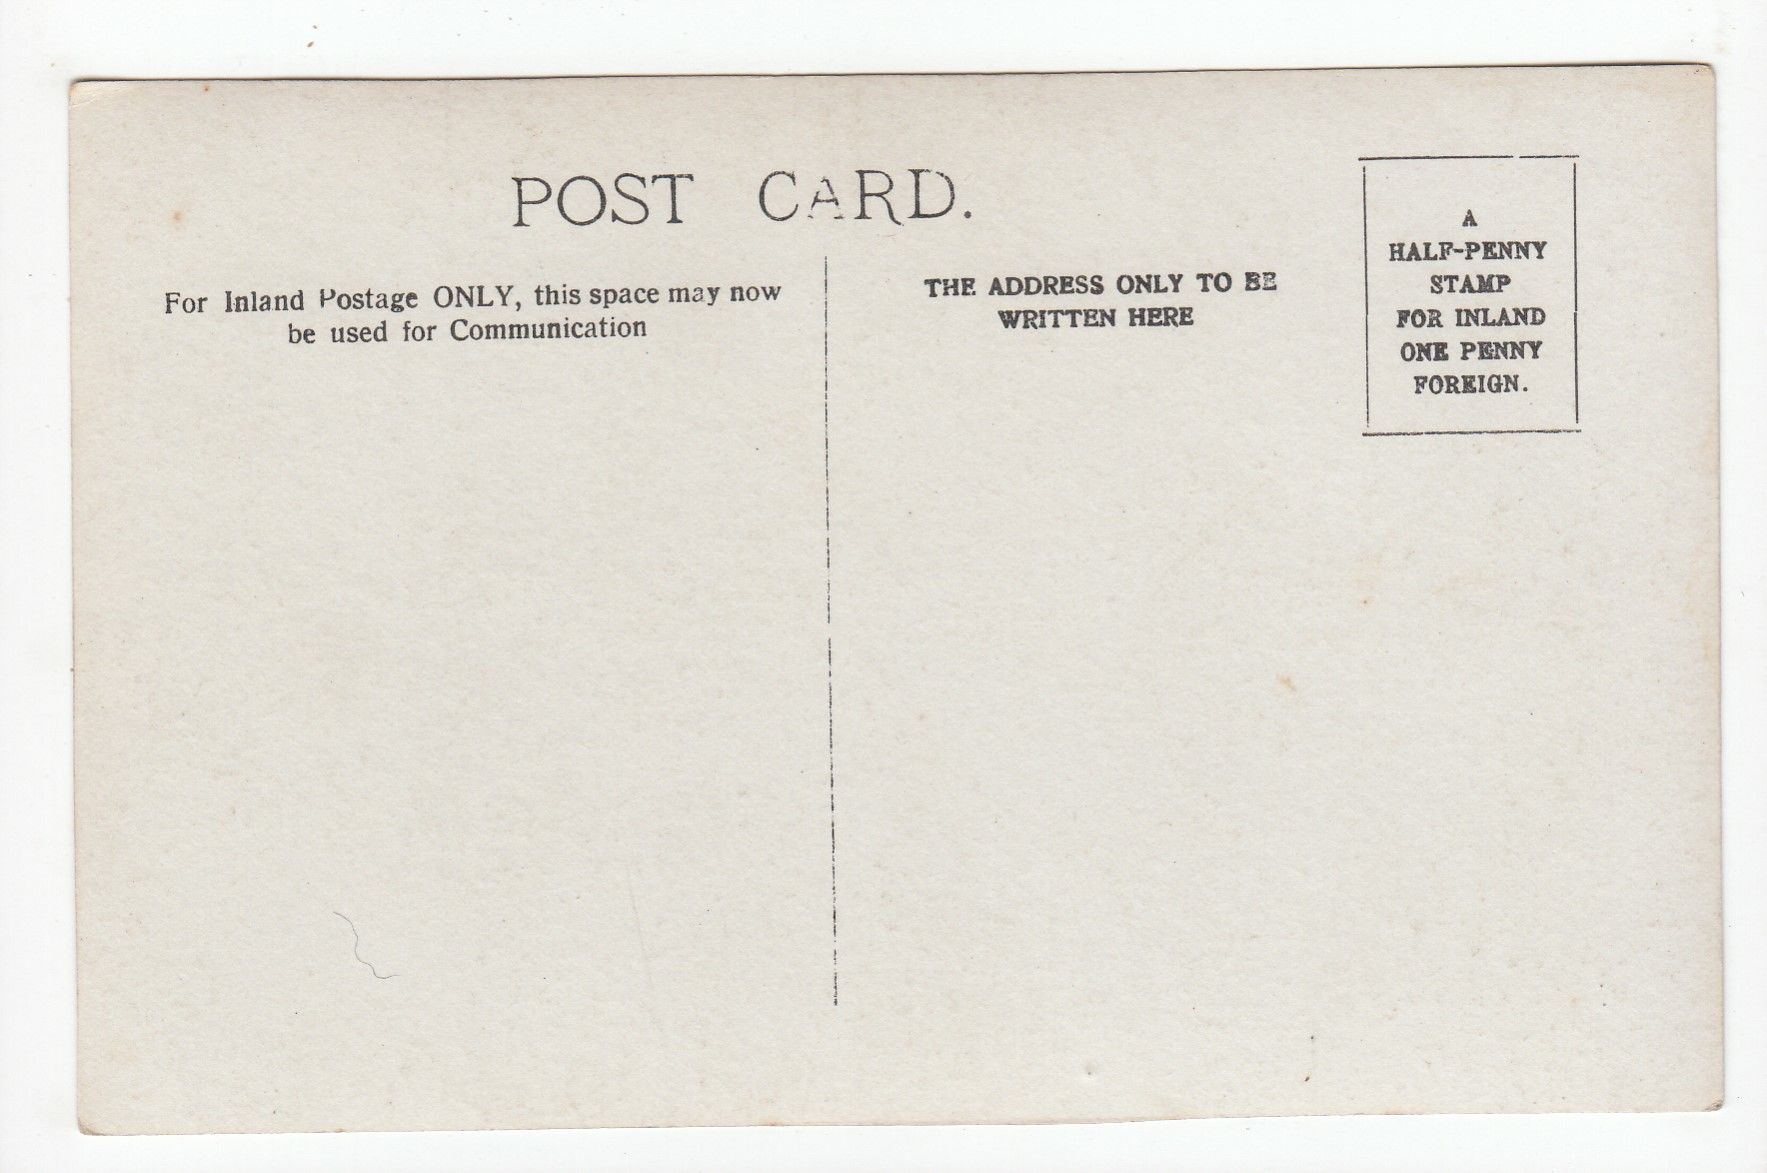 POST CARD.
For Inland Postage ONLY, this space may now
be used for Communication
THE ADDRESS ONLY TO BE
WRITTEN HERE
A
HALF-PENNY
STAMP
FOR INLAND
ONE PENNY
FOREIGN.